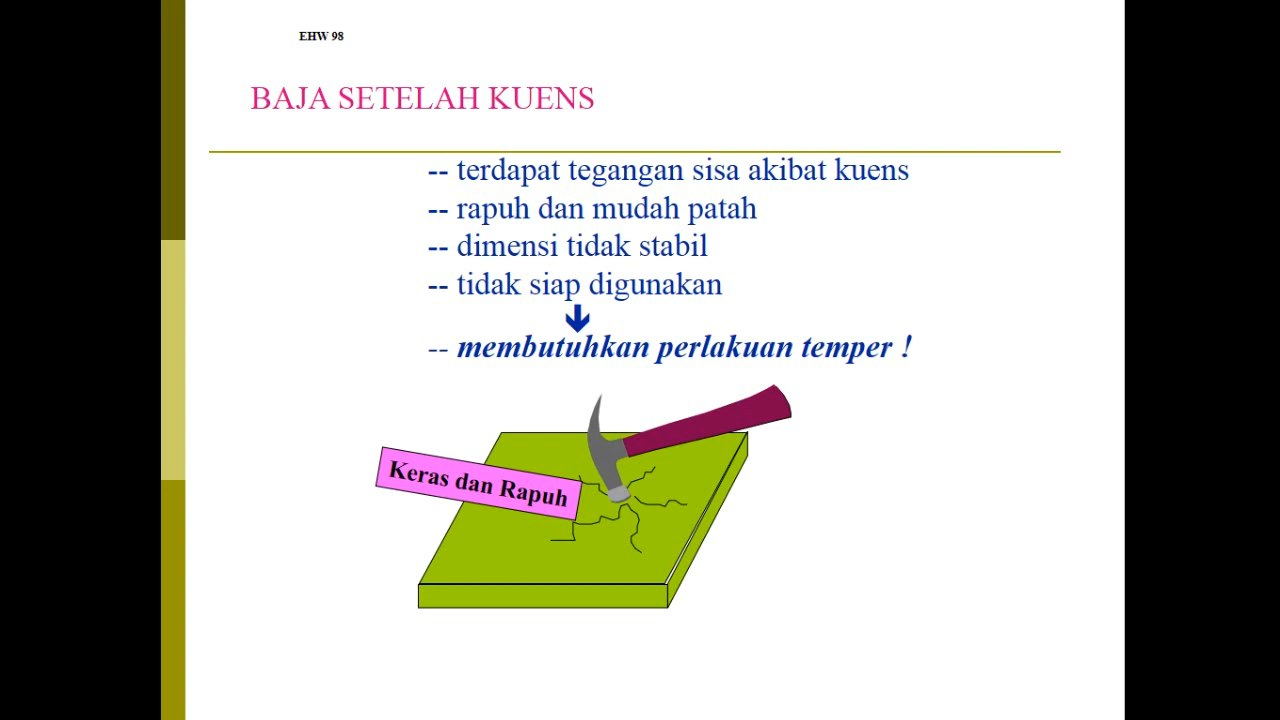 EHW 98
BAJA SETELAH KUENS
-- terdapat tegangan sisa akibat kuens
-- rapuh dan mudah patah
-- dimensi tidak stabil
-- tidak siap digunakan
-- membutuhkan perlakuan temper !
Keras dan Rapuh